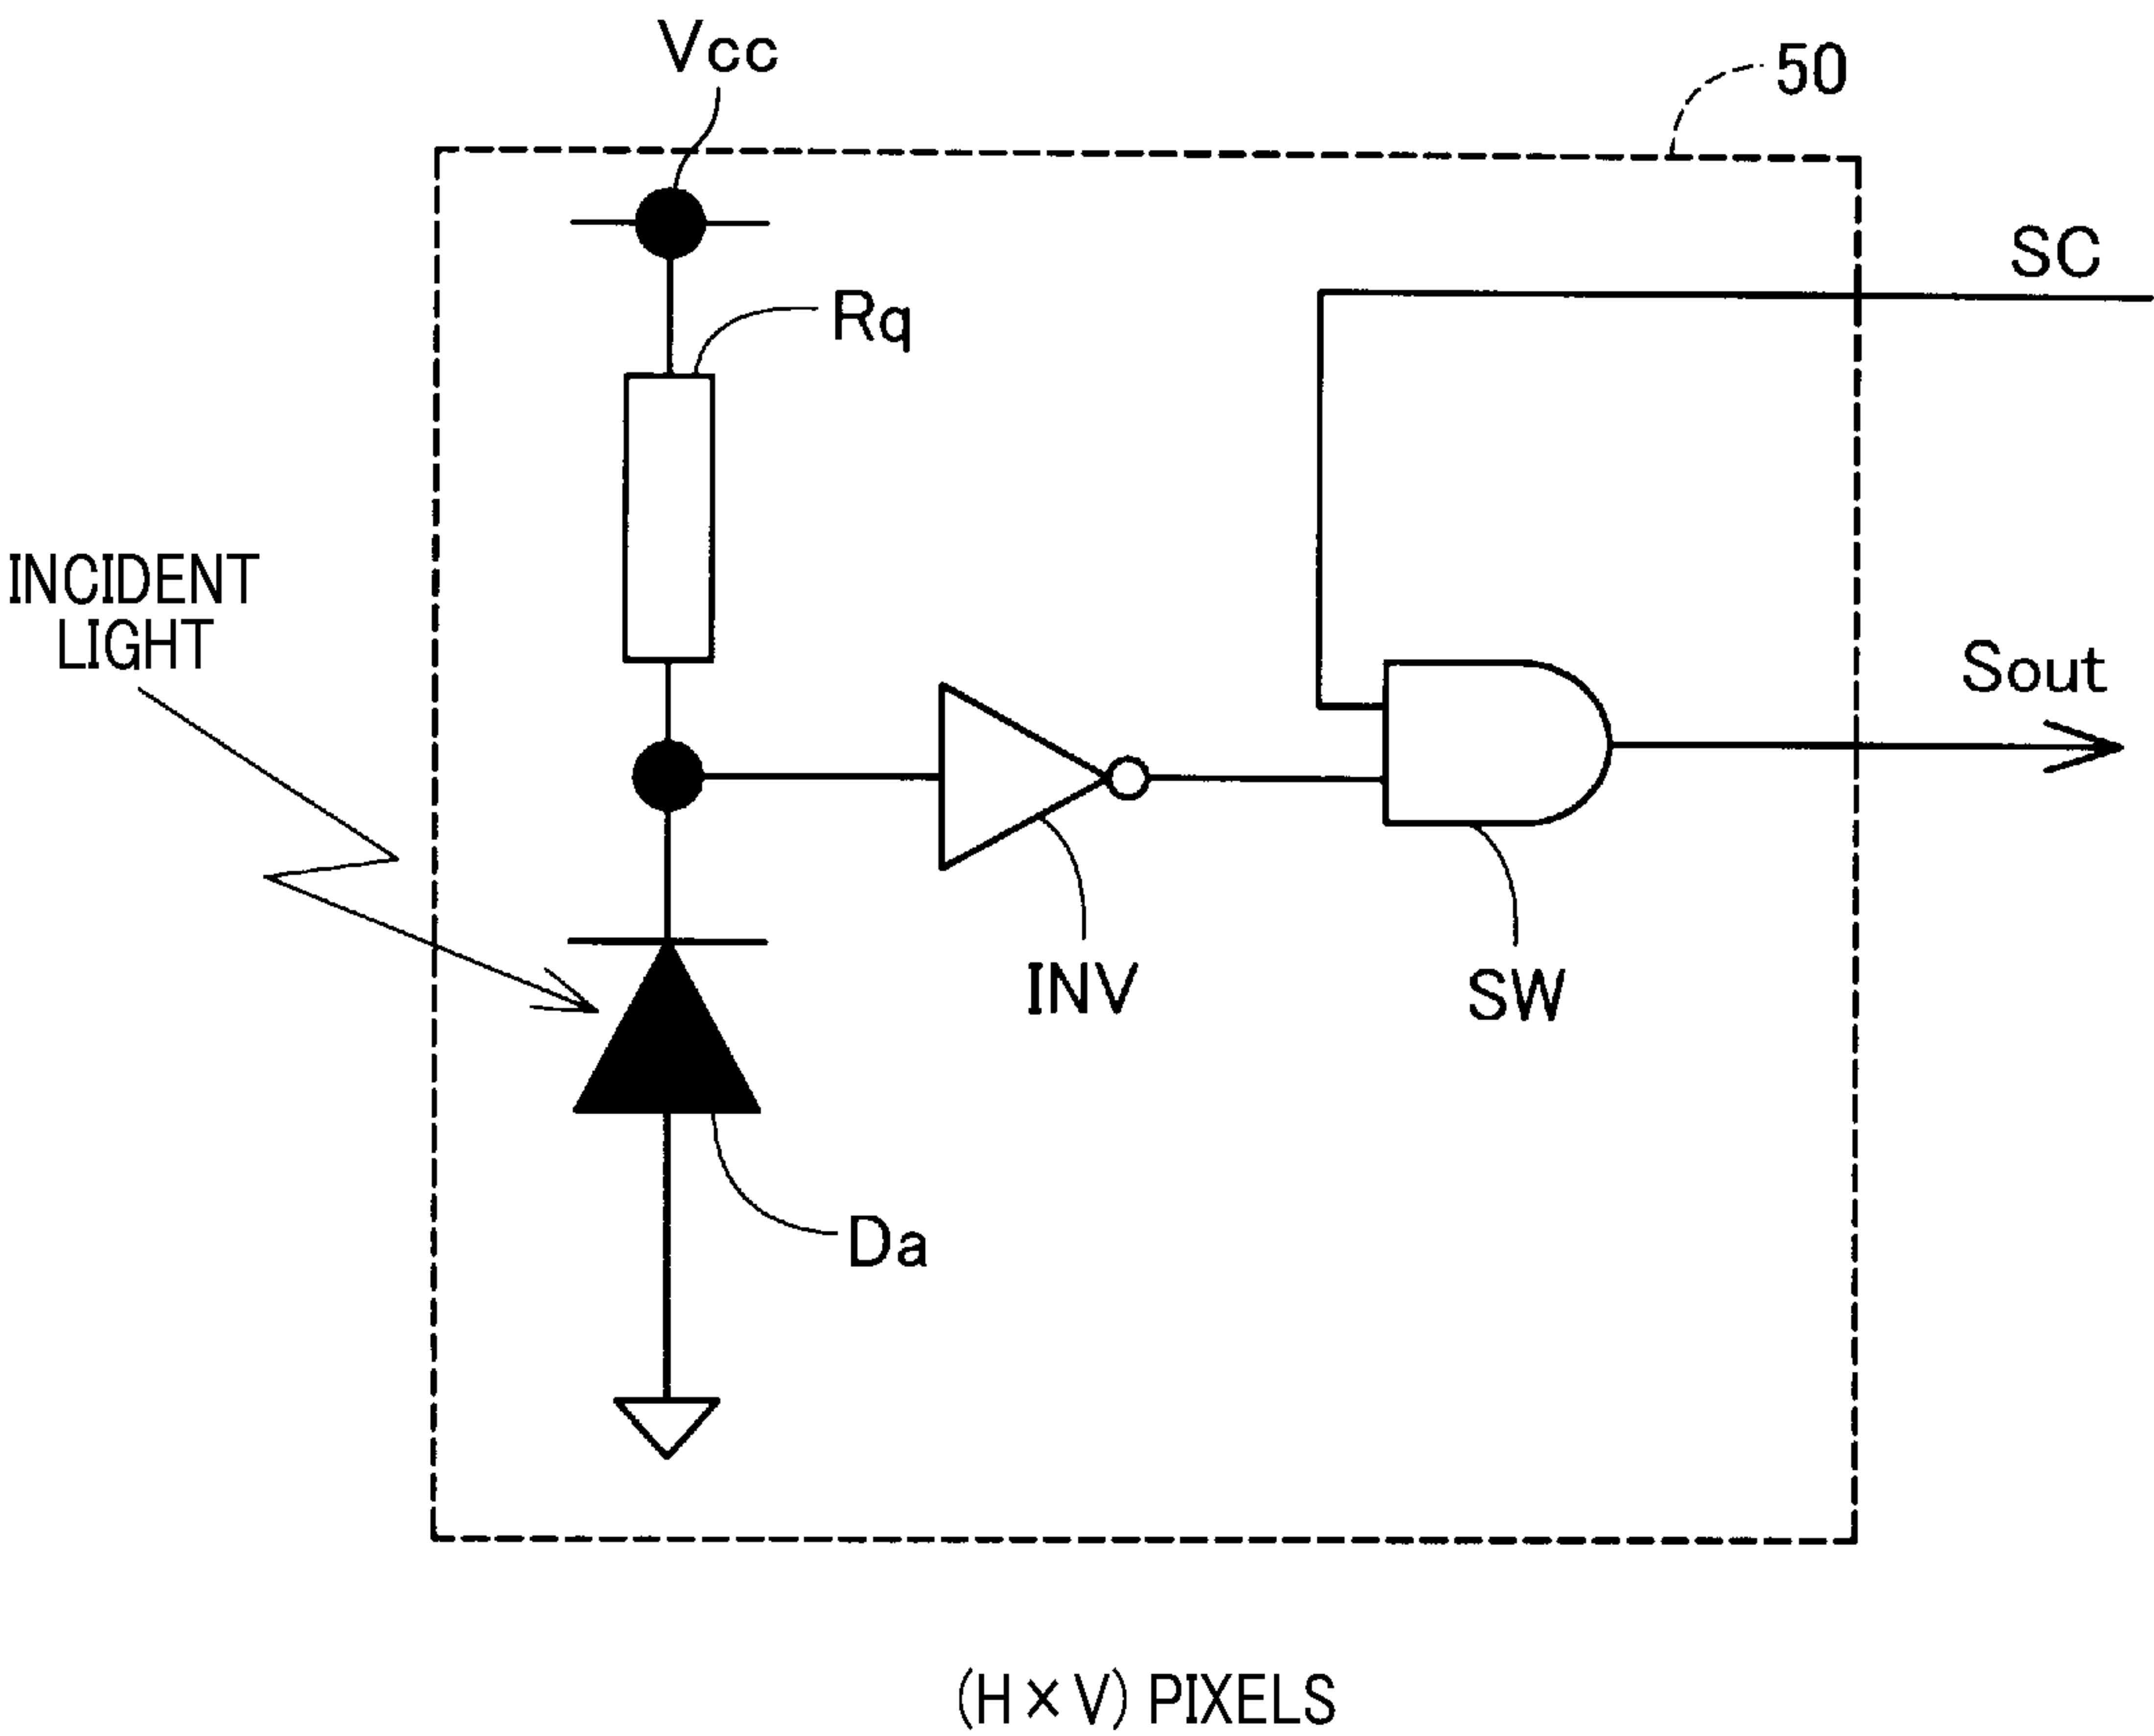 Vcc
50
SC
Rq
INCIDENT
LIGHT
Sout
INV
SW
Da
(H×V) PIXELS